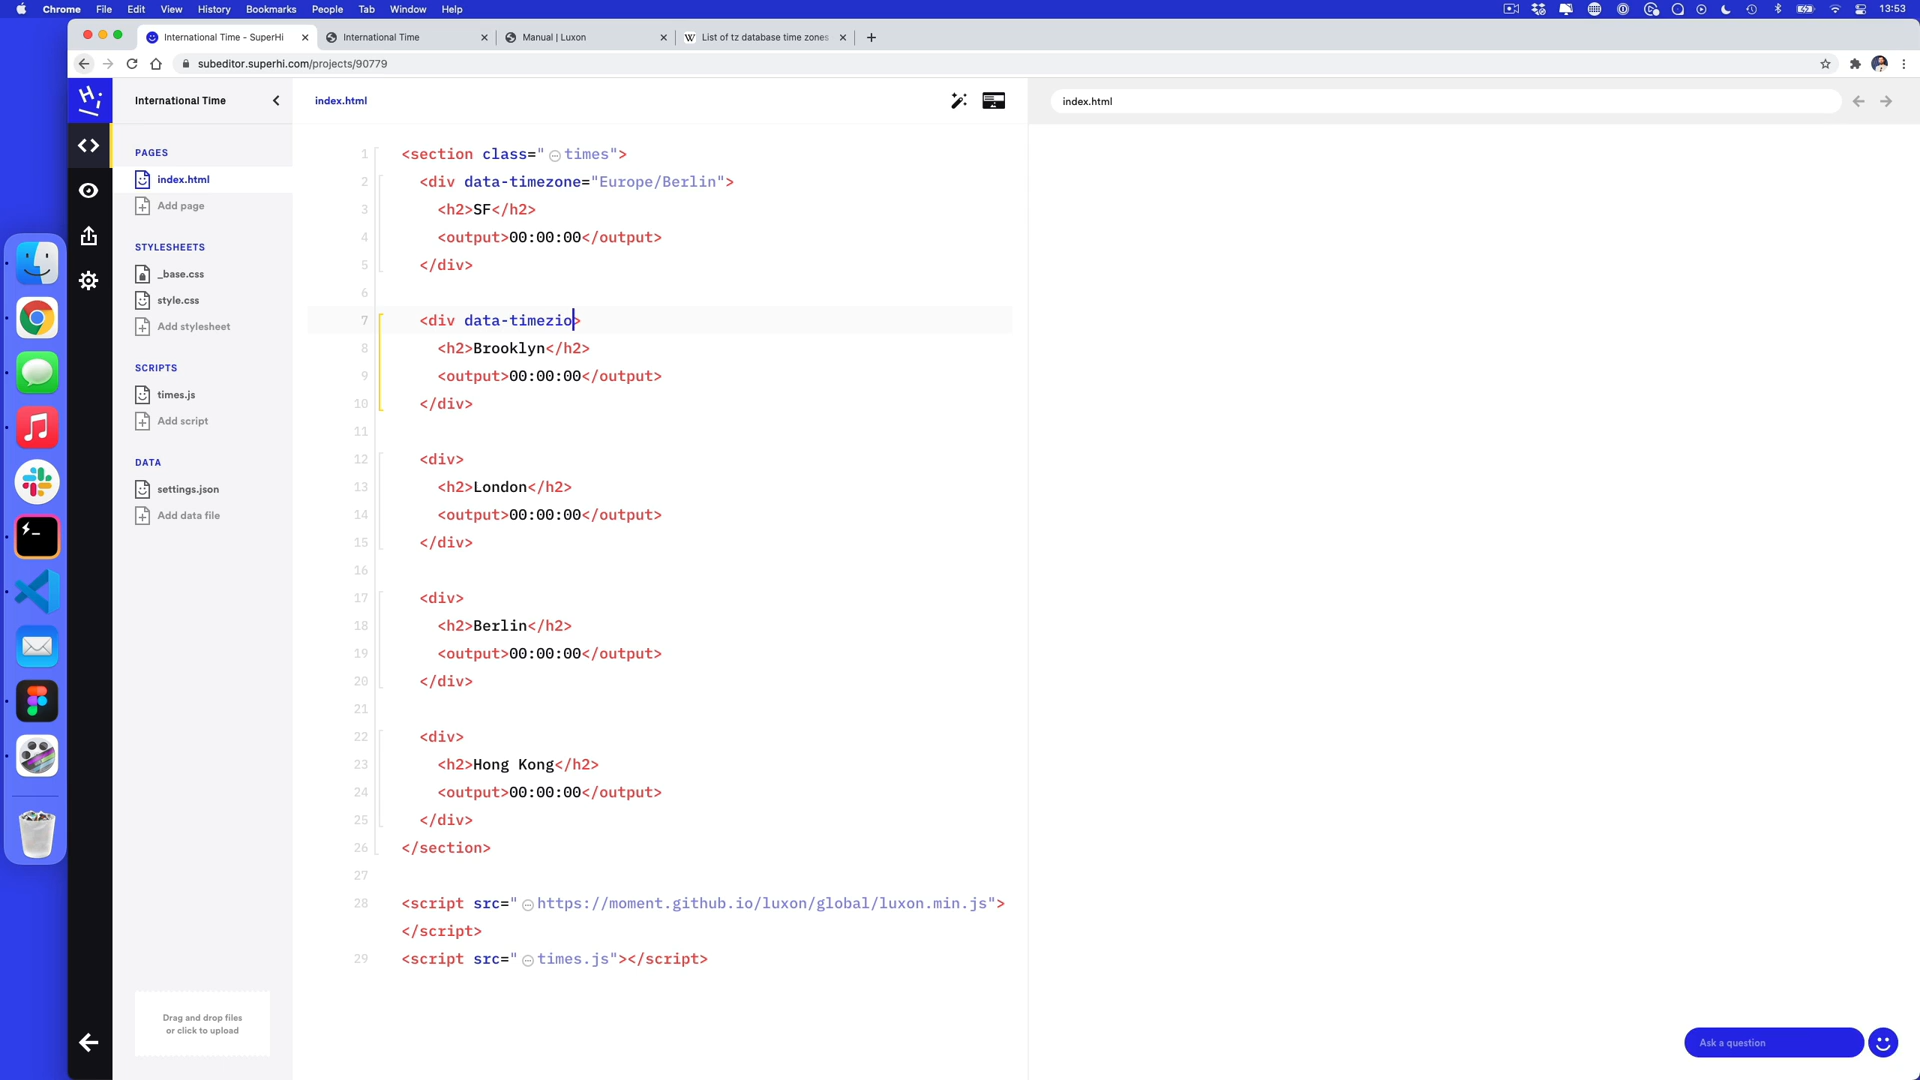 Chrome File Edit View History Bookmarks People Tab Window Help 13:53
International Time - SuperHi
International Time
Manual | Luxon
List of tz database time zones
subeditor.superhi.com/projects/90779
International Time
index.html
index.html
PAGES
index.html
Add page
STYLESHEETS
_base.css
style.css
Add stylesheet
SCRIPTS
times.js
Add script
DATA
settings.json
Add data file
Drag and drop files
or click to upload
1 <section class="times">
2 <div data-timezone="Europe/Berlin">
3 <h2>SF</h2>
4 <output>00:00:00</output>
5 </div>
6
7 <div data-timezio>
8 <h2>Brooklyn</h2>
9 <output>00:00:00</output>
10 </div>
11
12 <div>
13 <h2>London</h2>
14 <output>00:00:00</output>
15 </div>
16
17 <div>
18 <h2>Berlin</h2>
19 <output>00:00:00</output>
20 </div>
21
22 <div>
23 <h2>Hong Kong</h2>
24 <output>00:00:00</output>
25 </div>
26 </section>
27
28 <script src="https://moment.github.io/luxon/global/luxon.min.js">
</script>
29 <script src="times.js"></script>
Ask a question